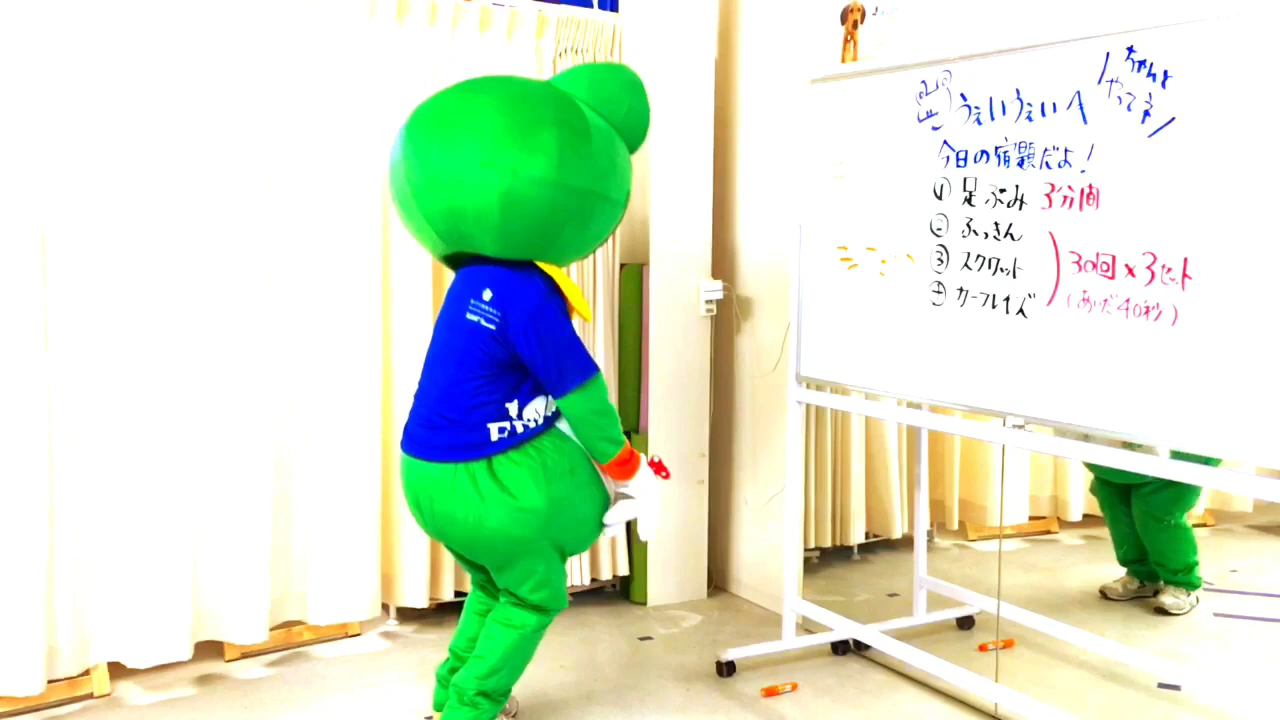 うぇいうぇいへ
ちゃんと
やってネ
今日の宿題だよ!
① 足ぶみ 3分間
② ふっきん
③ スクワット
④ カーフレイズ
30回×3セット
(あいだ40秒)